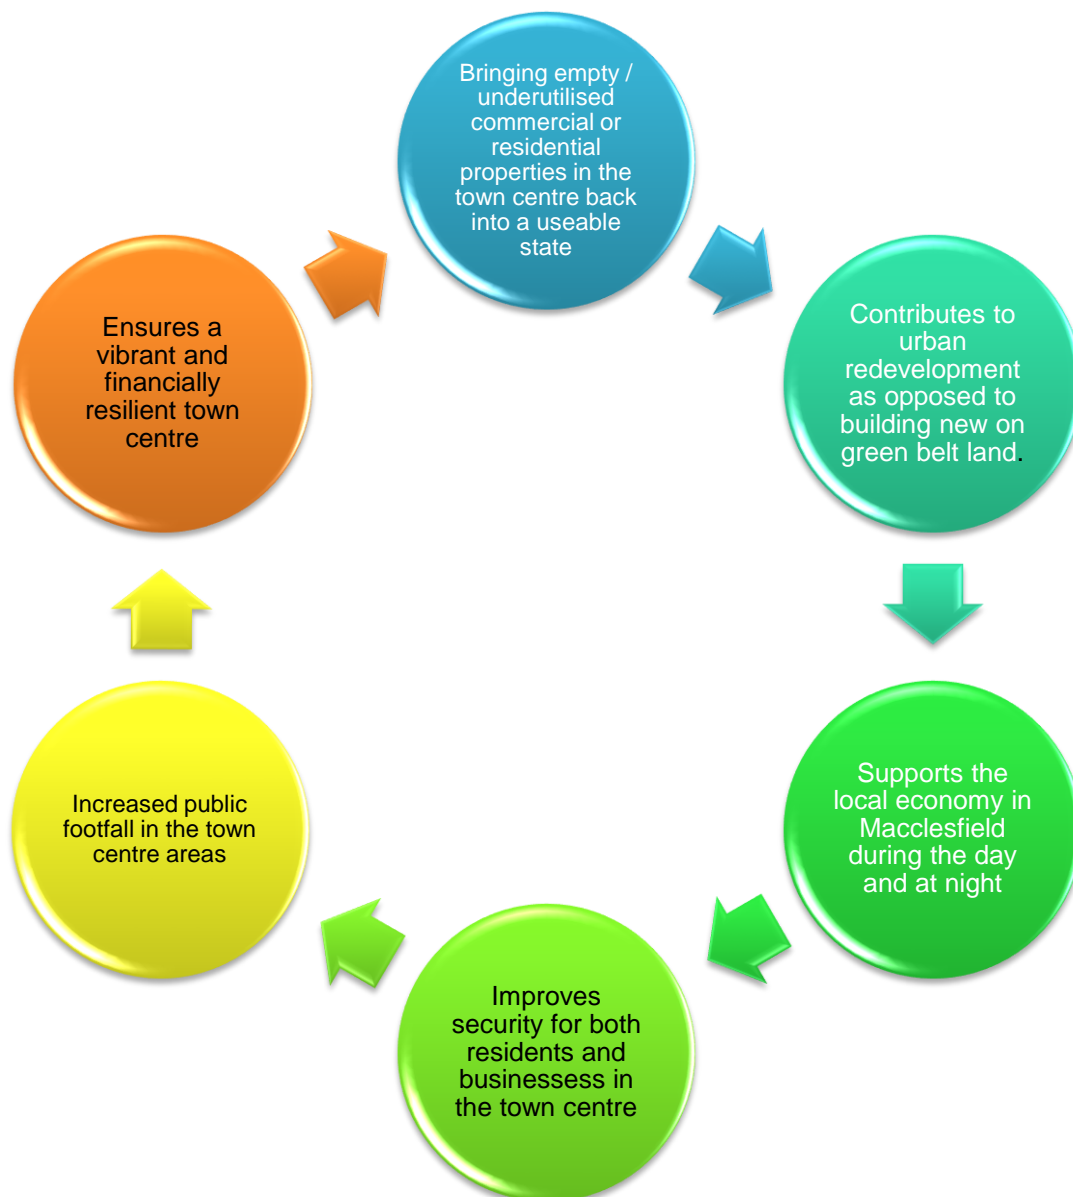 Bringing empty /
underutilised
commercial or
residential
properties in the
town centre back
into a useable
state
Contributes to
urban
redevelopment
as opposed to
building new on
green belt land.
Supports the
local economy in
Macclesfield
during the day
and at night
Improves
security for both
residents and
businessess in
the town centre
Increased public
footfall in the town
centre areas
Ensures a
vibrant and
financially
resilient town
centre